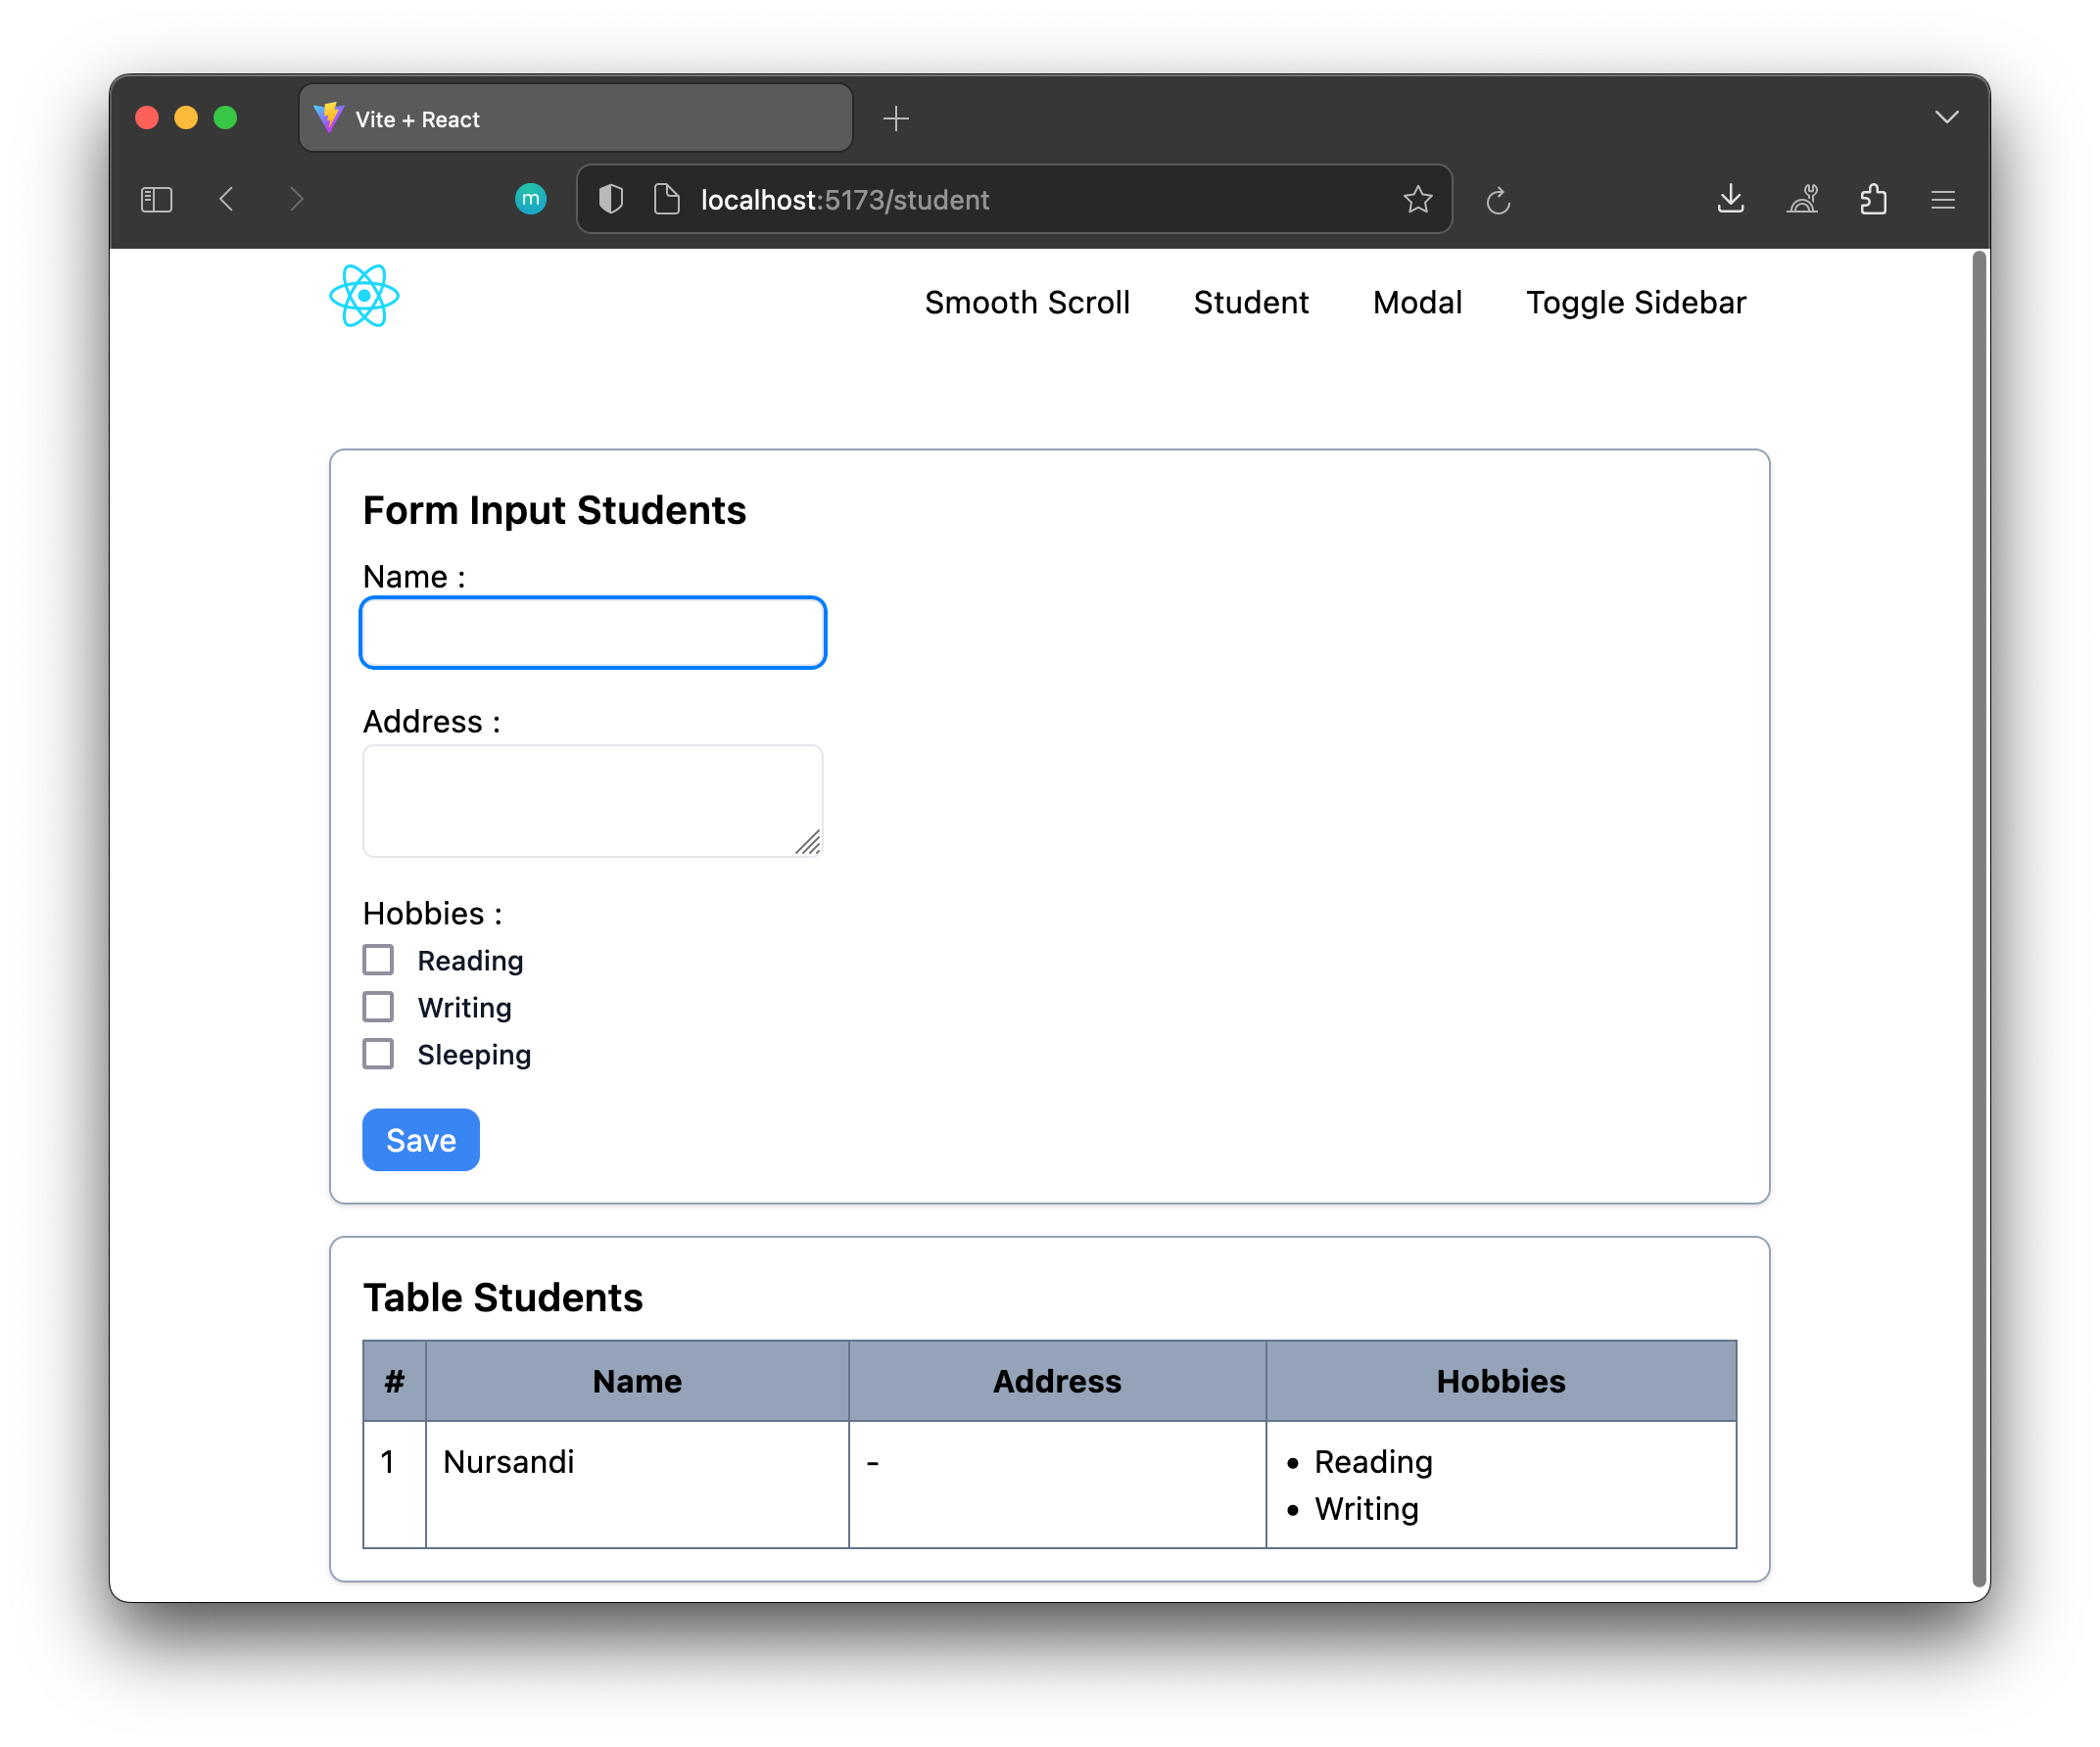 Vite + React
m
localhost:5173/student
Smooth Scroll Student Modal Toggle Sidebar
Form Input Students
Name :
Address :
Hobbies :
Reading
Writing
Sleeping
Save
Table Students
# Name Address Hobbies
1 Nursandi - • Reading
• Writing